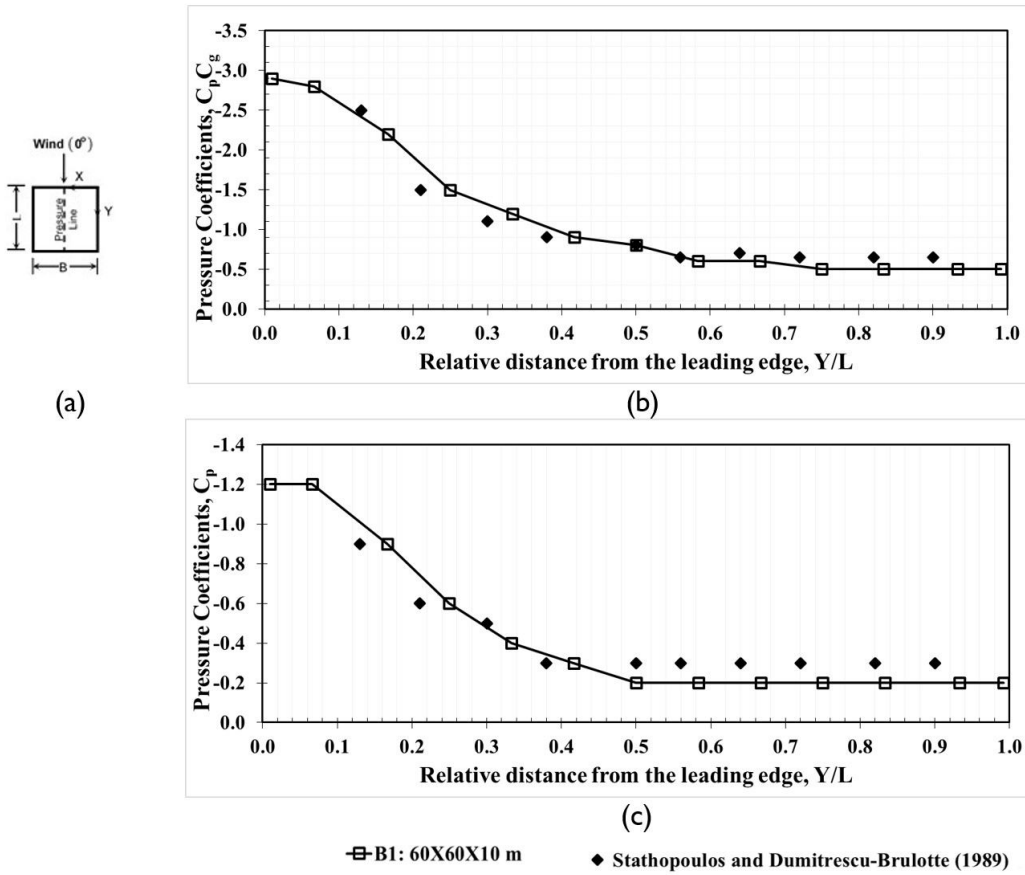 Wind (0°)
X
Y
L
Pressure
Line
B
(a)
Pressure Coefficients, CpCg
-3.5
-3.0
-2.5
-2.0
-1.5
-1.0
-0.5
0.0
0.0 0.1 0.2 0.3 0.4 0.5 0.6 0.7 0.8 0.9 1.0
Relative distance from the leading edge, Y/L
(b)
Pressure Coefficients, Cp
-1.4
-1.2
-1.0
-0.8
-0.6
-0.4
-0.2
0.0
0.0 0.1 0.2 0.3 0.4 0.5 0.6 0.7 0.8 0.9 1.0
Relative distance from the leading edge, Y/L
(c)
B1: 60X60X10 m
Stathopoulos and Dumitrescu-Brulotte (1989)